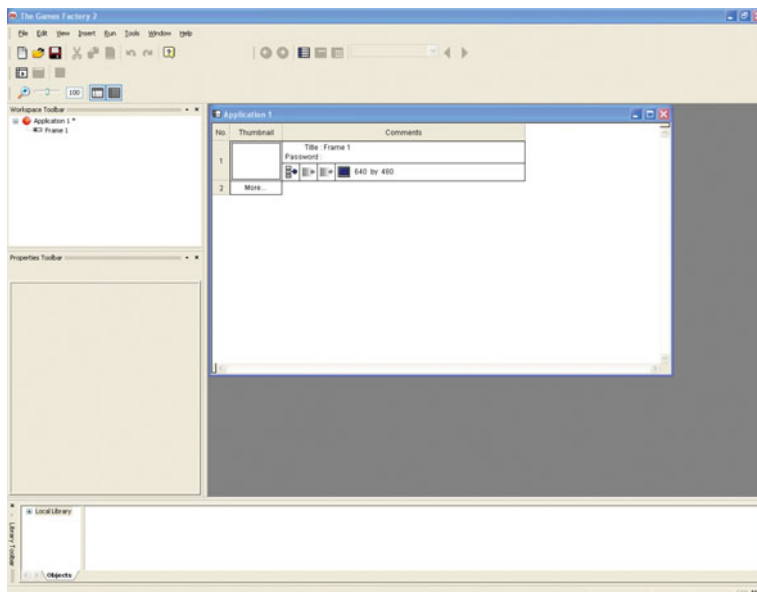 The Games Factory 2
File Edit View Insert Run Tools Window Help
100
Workspace Toolbar
Application 1 *
Frame 1
Properties Toolbar
Application 1
No. Thumbnail Comments
1 Title : Frame 1
Password :
640 by 480
2 More...
Library Toolbar
Local Library
Objects